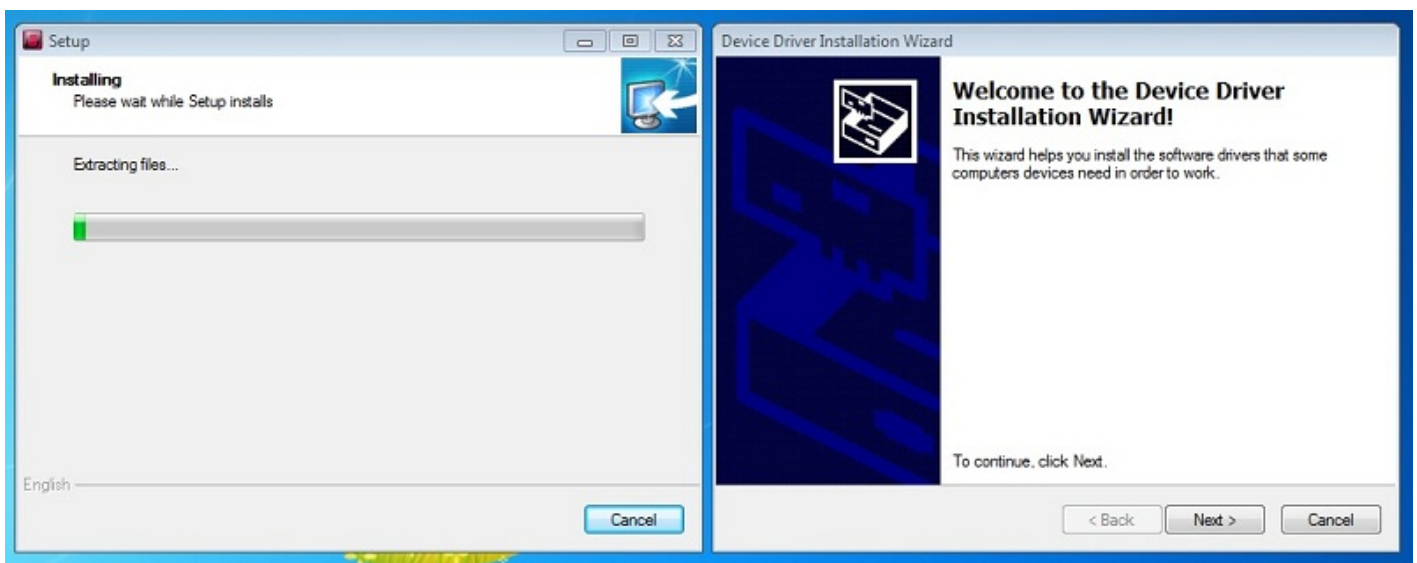 Setup
Installing
Please wait while Setup installs
Extracting files...
English
Cancel
Device Driver Installation Wizard
Welcome to the Device Driver
Installation Wizard!
This wizard helps you install the software drivers that some
computers devices need in order to work.
To continue, click Next.
< Back
Next >
Cancel